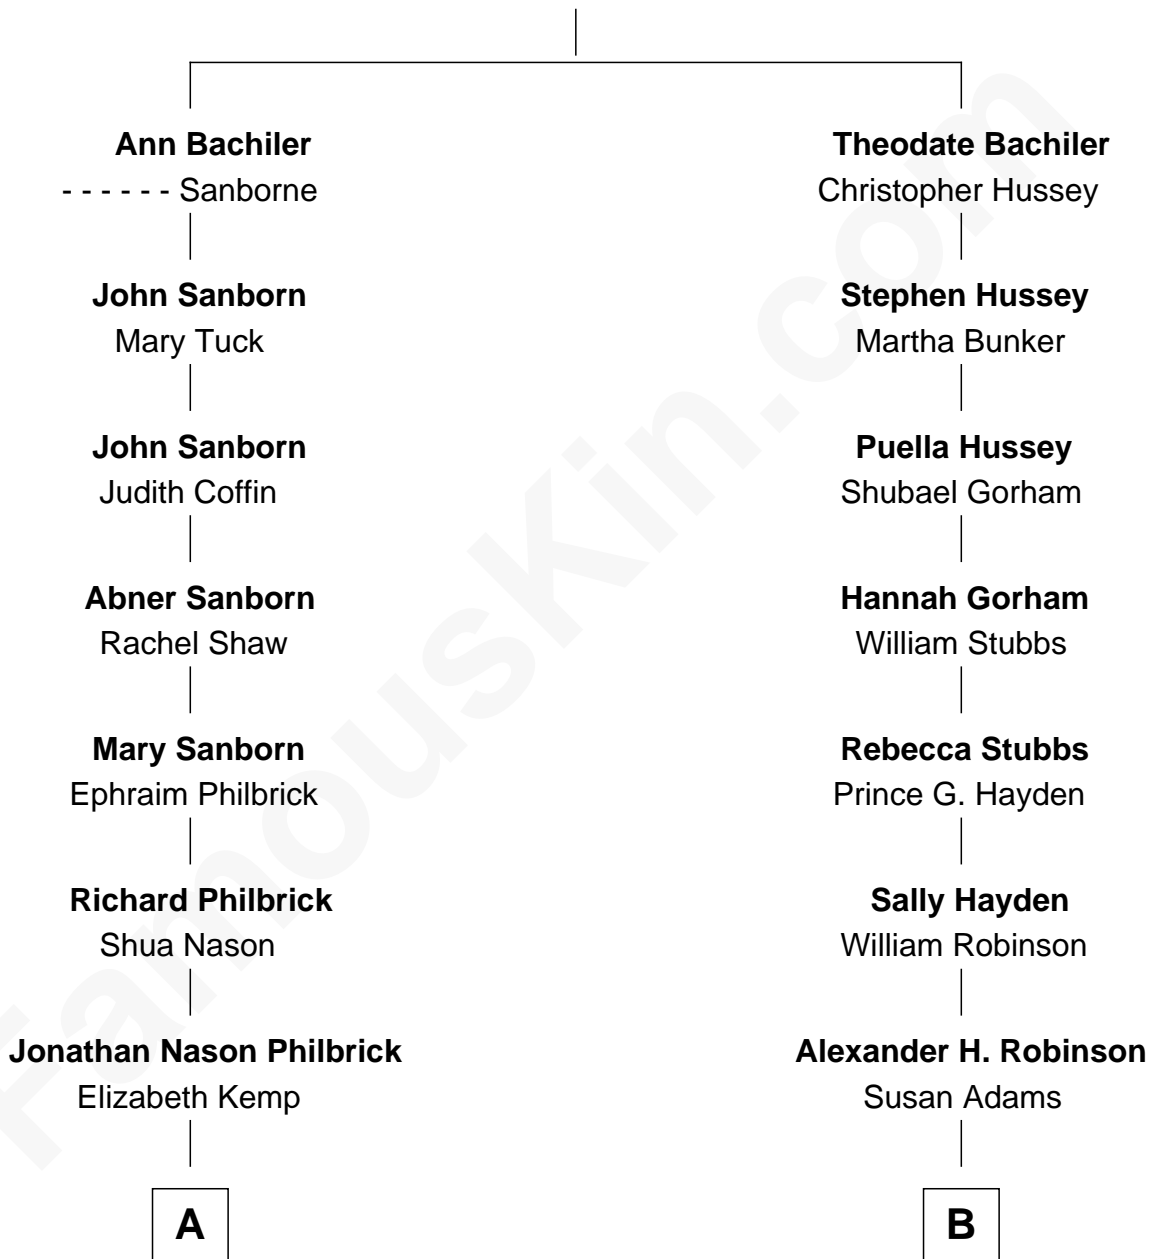 Ann Bachiler
- - - - - - Sanborne
John Sanborn
Mary Tuck
John Sanborn
Judith Coffin
Abner Sanborn
Rachel Shaw
Mary Sanborn
Ephraim Philbrick
Richard Philbrick
Shua Nason
Jonathan Nason Philbrick
Elizabeth Kemp
A
Theodate Bachiler
Christopher Hussey
Stephen Hussey
Martha Bunker
Puella Hussey
Shubael Gorham
Hannah Gorham
William Stubbs
Rebecca Stubbs
Prince G. Hayden
Sally Hayden
William Robinson
Alexander H. Robinson
Susan Adams
B
FamousKin.com